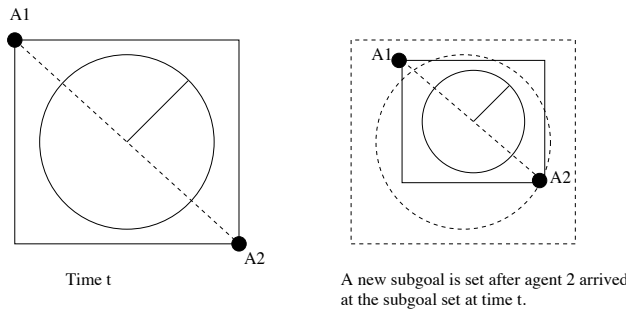 A1
A2
Time t
A1
A2
A new subgoal is set after agent 2 arrived
at the subgoal set at time t.